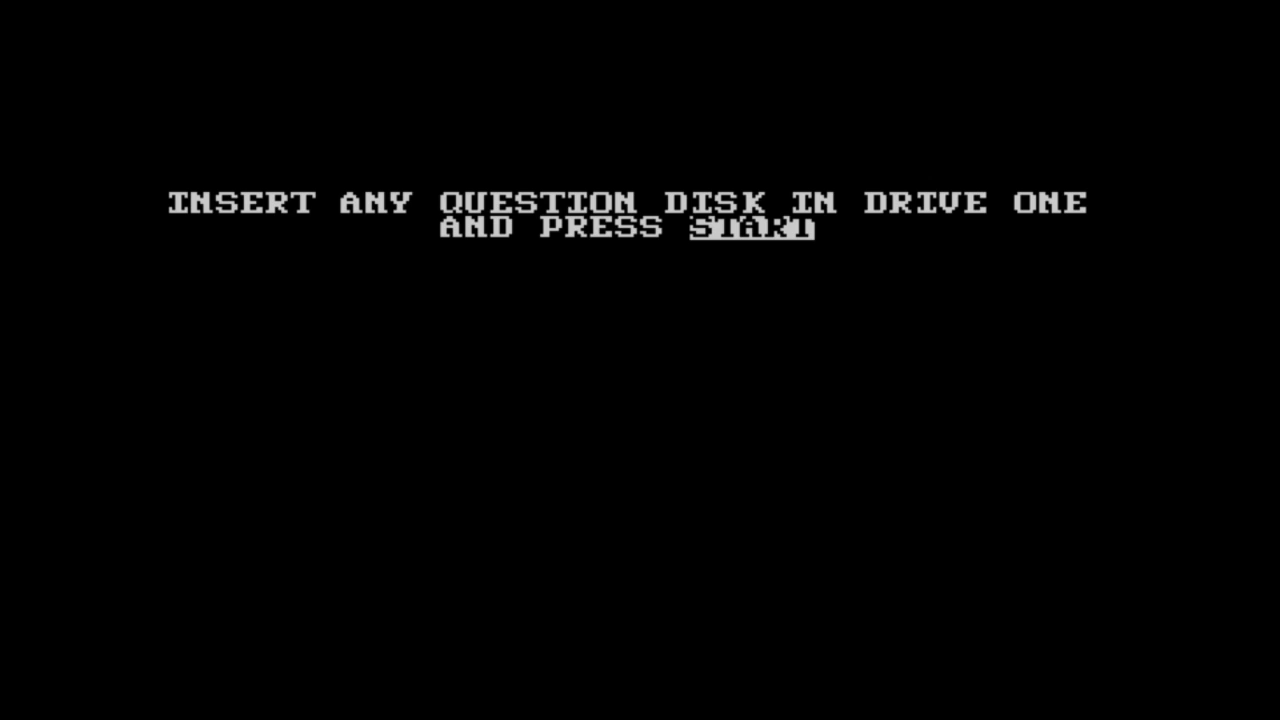 INSERT ANY QUESTION DISK IN DRIVE ONE
AND PRESS START